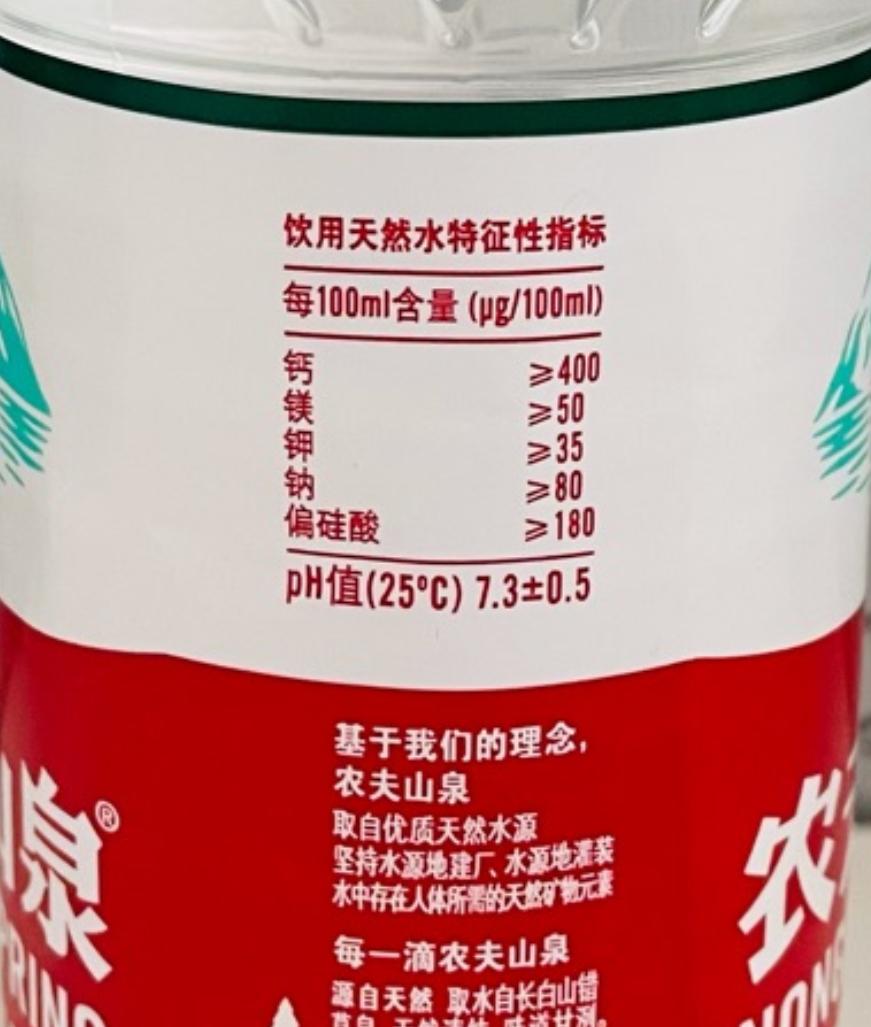 饮用天然水特征性指标
每100ml含量 (μg/100ml)
钙 ≥400
镁 ≥50
钾 ≥35
钠 ≥80
偏硅酸 ≥180
pH值(25℃) 7.3±0.5
基于我们的理念,
农夫山泉
取自优质天然水源
坚持水源地建厂、水源地灌装
水中存在人体所需的天然矿物元素
泉®
农
每一滴农夫山泉
源自天然 取水自长白山错